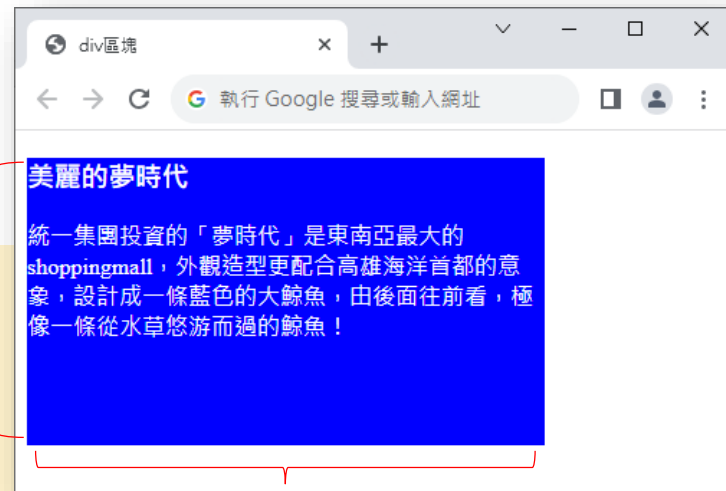 div區塊
執行 Google 搜尋或輸入網址
美麗的夢時代
統一集團投資的「夢時代」是東南亞最大的
shoppingmall，外觀造型更配合高雄海洋首都的意
象，設計成一條藍色的大鯨魚，由後面往前看，極
像一條從水草悠游而過的鯨魚！